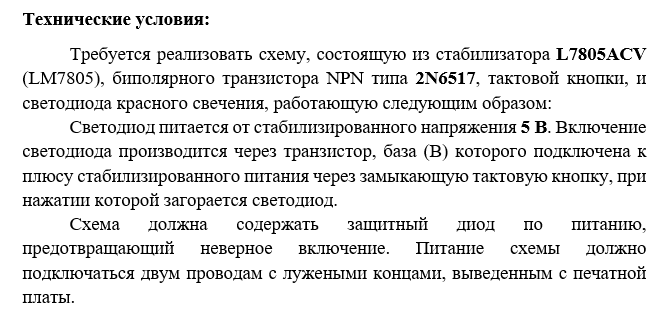 Технические условия:
Требуется реализовать схему, состоящую из стабилизатора L7805ACV
(LM7805), биполярного транзистора NPN типа 2N6517, тактовой кнопки, и
светодиода красного свечения, работающую следующим образом:
Светодиод питается от стабилизированного напряжения 5 В. Включение
светодиода производится через транзистор, база (B) которого подключена к
плюсу стабилизированного питания через замыкающую тактовую кнопку, при
нажатии которой загорается светодиод.
Схема должна содержать защитный диод по питанию,
предотвращающий неверное включение. Питание схемы должно
подключаться двум проводам с лужеными концами, выведенным с печатной
платы.